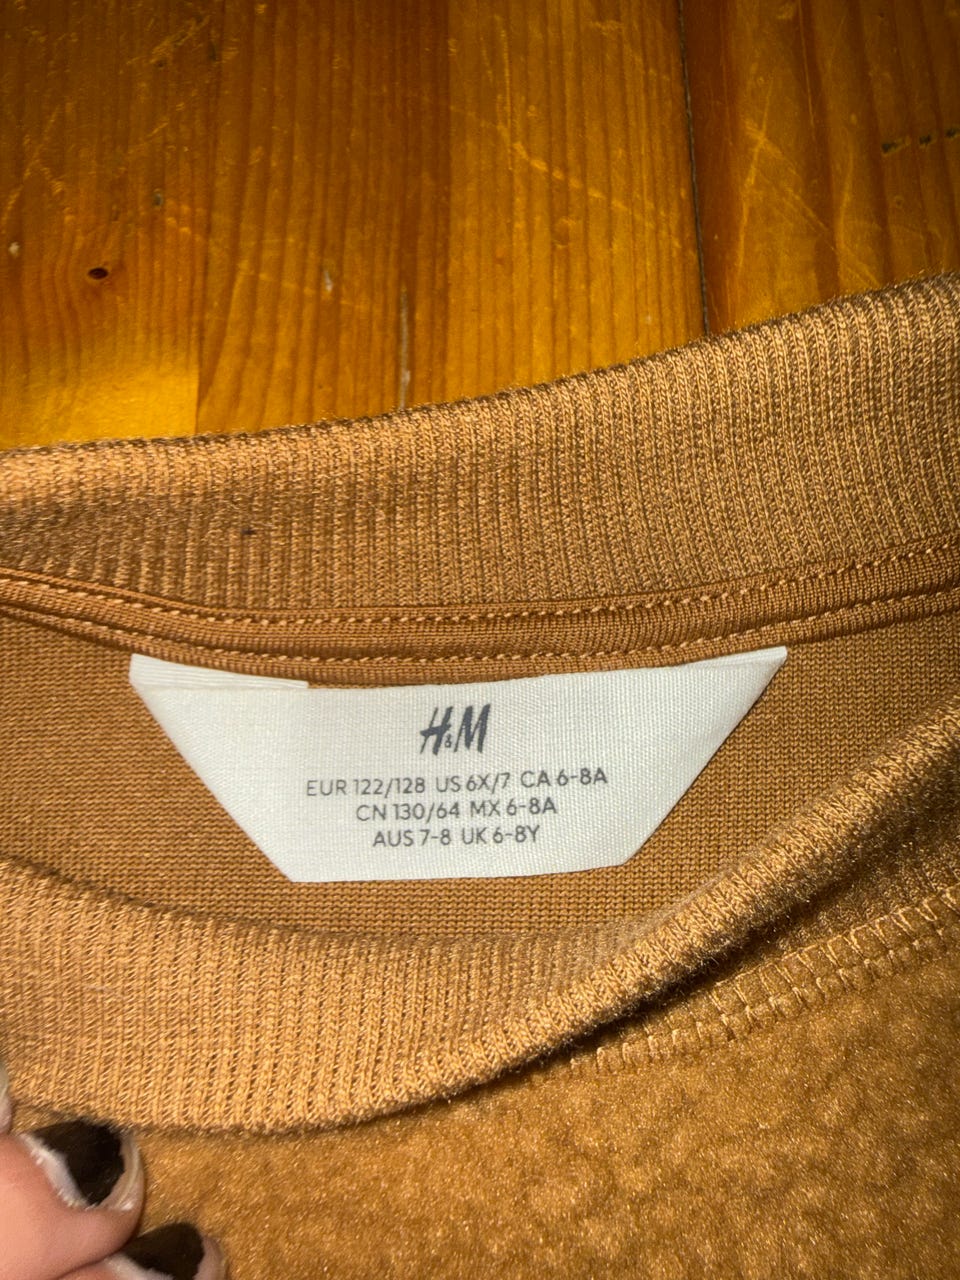 H&M
EUR 122/128 US 6X/7 CA 6-8A
CN 130/64 MX 6-8A
AUS 7-8 UK 6-8Y